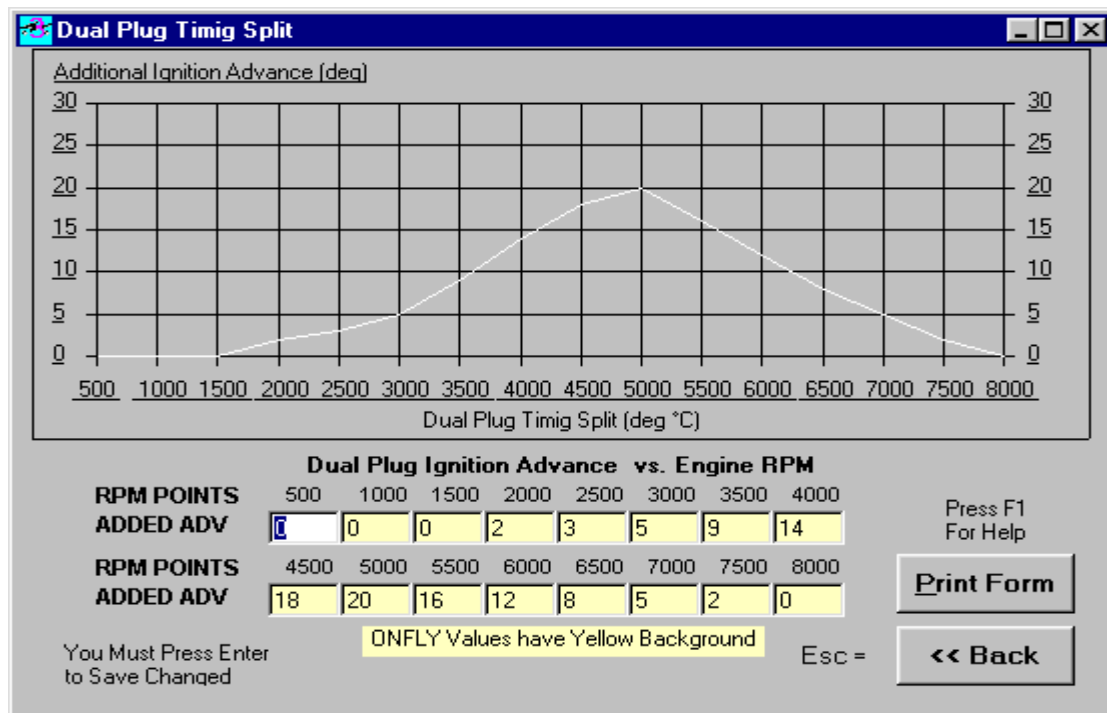 Dual Plug Timig Split
Additional Ignition Advance (deg)
30 30
25 25
20 20
15 15
10 10
5 5
0 0
500 1000 1500 2000 2500 3000 3500 4000 4500 5000 5500 6000 6500 7000 7500 8000
Dual Plug Timig Split (deg °C)
Dual Plug Ignition Advance vs. Engine RPM
RPM POINTS 500 1000 1500 2000 2500 3000 3500 4000
ADDED ADV 0 0 0 2 3 5 9 14
Press F1
For Help
RPM POINTS 4500 5000 5500 6000 6500 7000 7500 8000
ADDED ADV 18 20 16 12 8 5 2 0
Print Form
ONFLY Values have Yellow Background
You Must Press Enter
to Save Changed
Esc =
<< Back